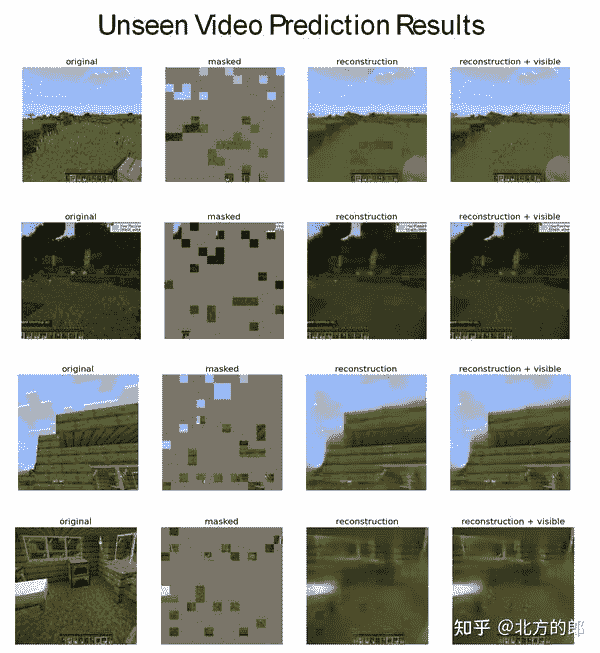 Unseen Video Prediction Results
original masked reconstruction reconstruction + visible
original masked reconstruction reconstruction + visible
original masked reconstruction reconstruction + visible
original masked reconstruction reconstruction + visible
知乎 @北方的郎